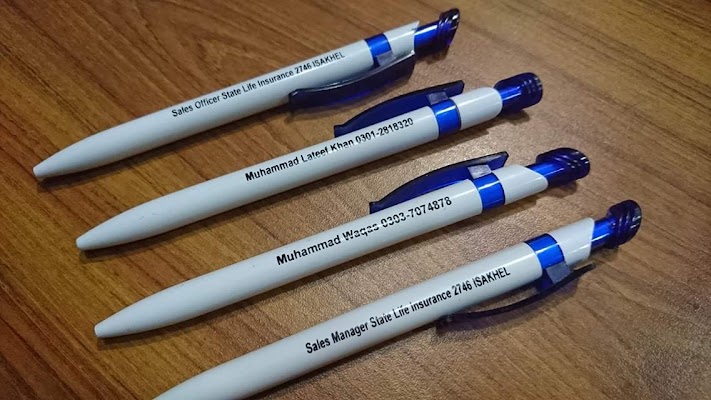 Sales Officer State Life Insurance 2746 ISAKHEL
Muhammad Lateef Khan 0301-2818320
Muhammad Waqas 0303-7074878
Sales Manager State Life Insurance 2746 ISAKHEL